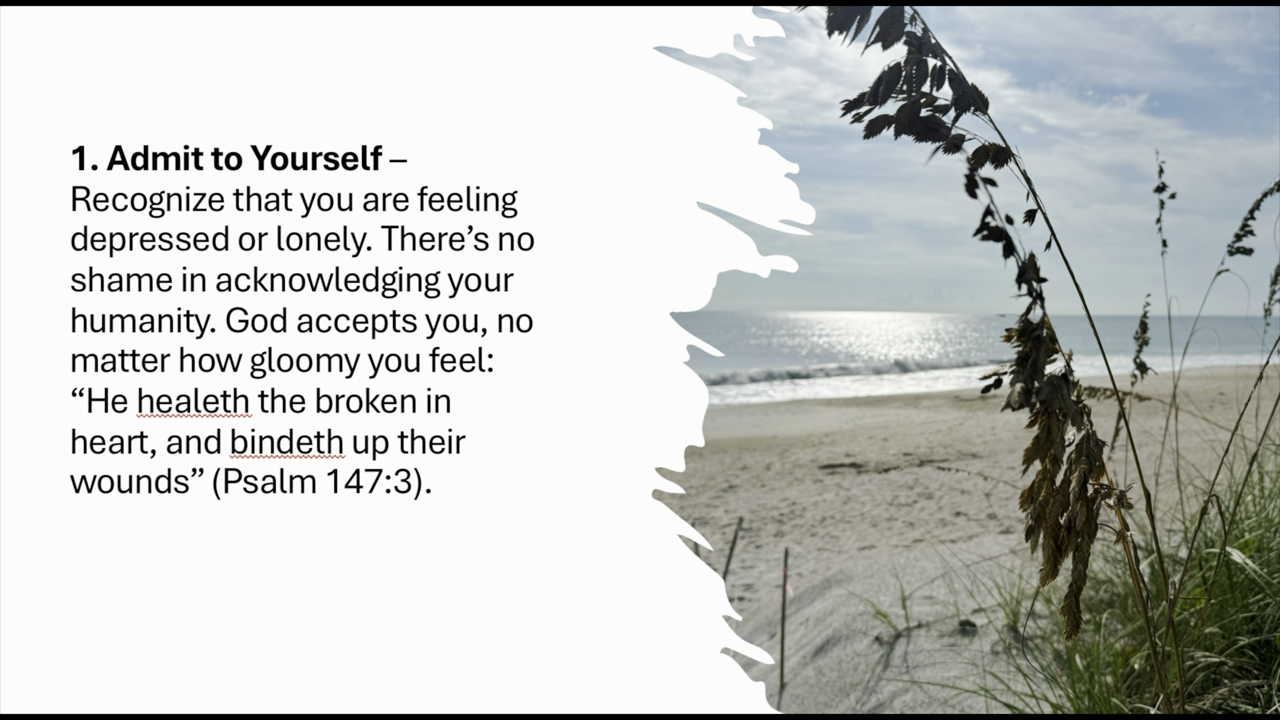 1. Admit to Yourself –
Recognize that you are feeling
depressed or lonely. There’s no
shame in acknowledging your
humanity. God accepts you, no
matter how gloomy you feel:
“He healeth the broken in
heart, and bindeth up their
wounds” (Psalm 147:3).